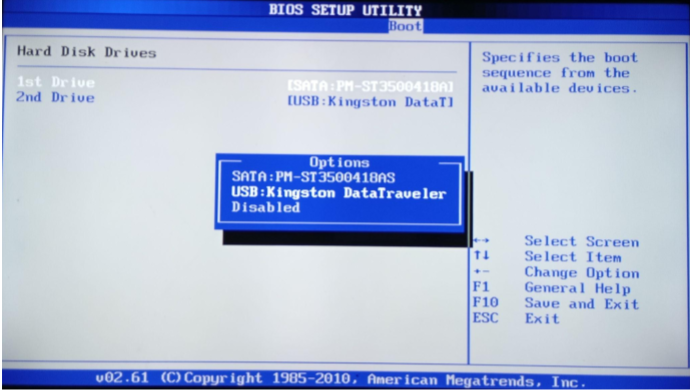 BIOS SETUP UTILITY
Boot
Hard Disk Drives
1st Drive [SATA:PM-ST3500418A]
2nd Drive [USB:Kingston DataT]
Specifies the boot
sequence from the
available devices.
Options
SATA:PM-ST3500418AS
USB:Kingston DataTraveler
Disabled
↔ Select Screen
↑↓ Select Item
+- Change Option
F1 General Help
F10 Save and Exit
ESC Exit
v02.61 (C)Copyright 1985-2010, American Megatrends, Inc.